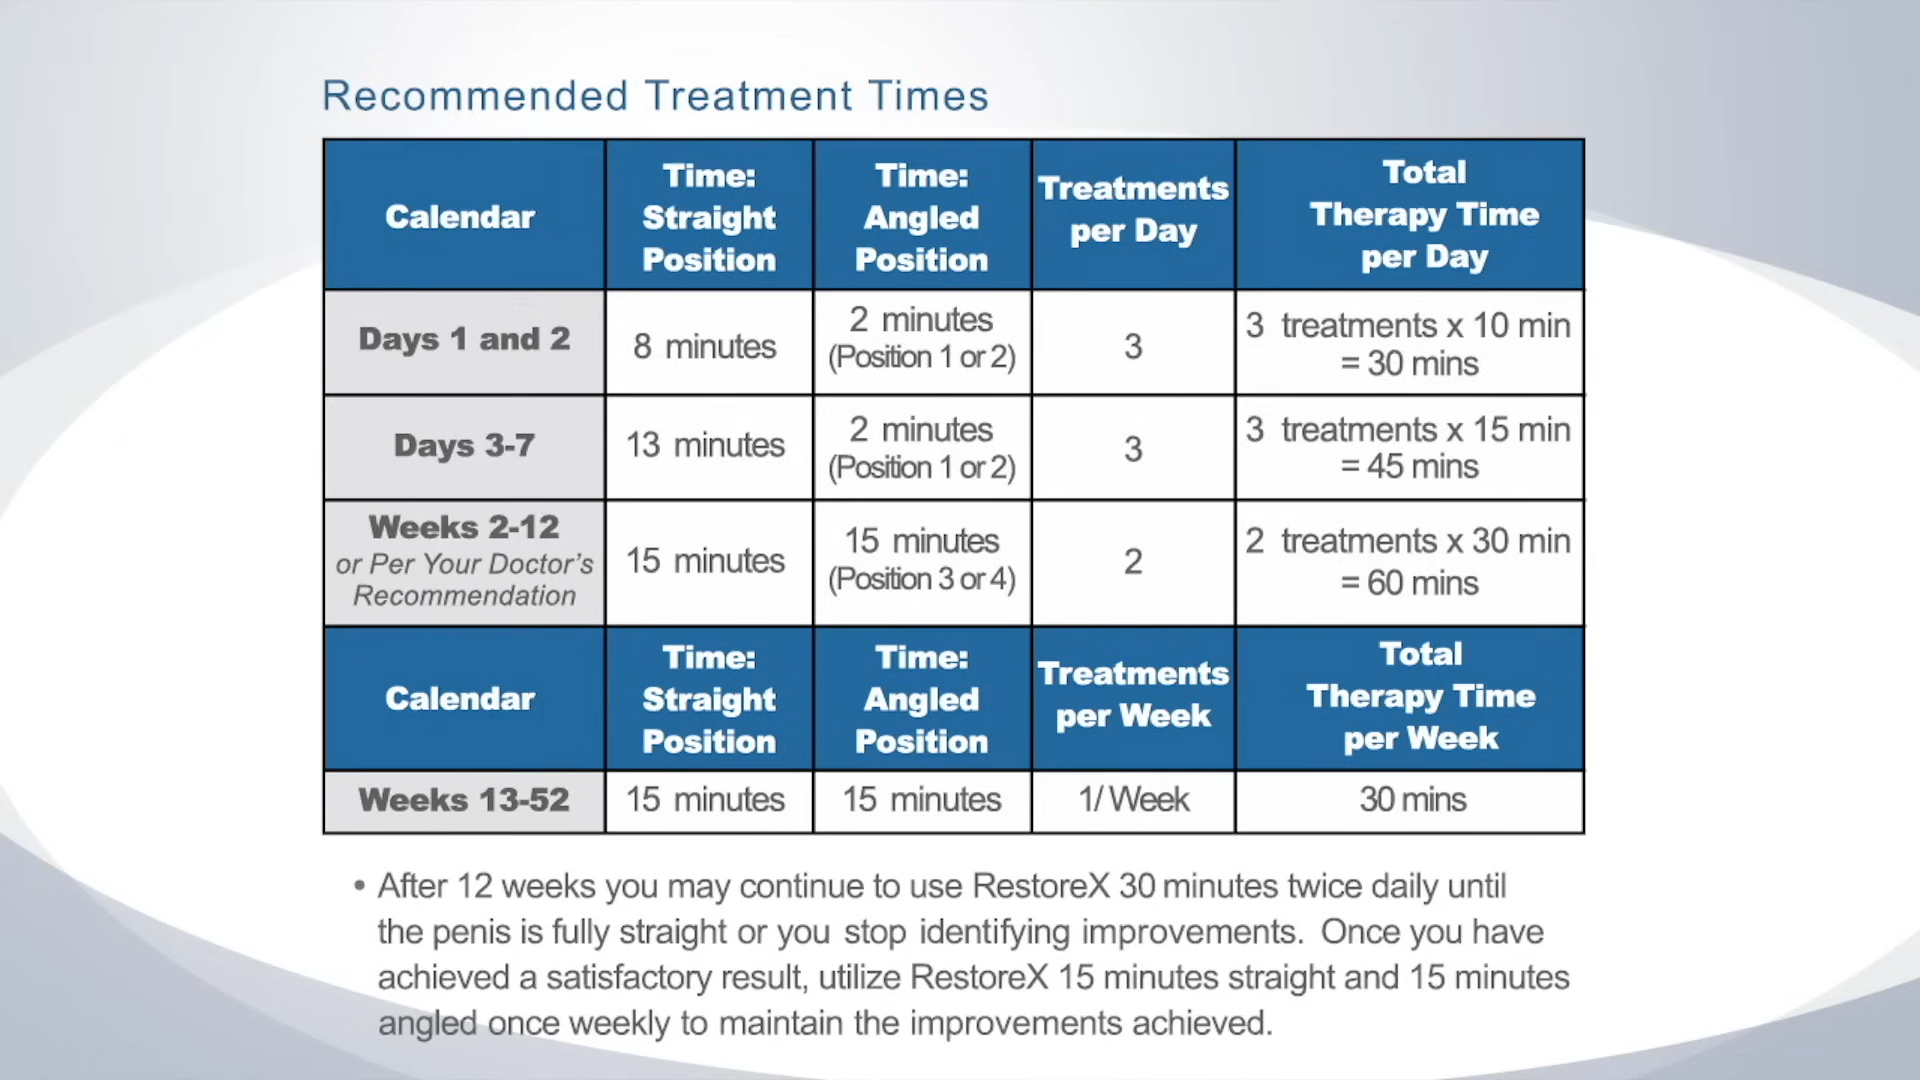 Recommended Treatment Times
Calendar
Time:
Straight
Position
Time:
Angled
Position
Treatments
per Day
Total
Therapy Time
per Day
Days 1 and 2
8 minutes
2 minutes
(Position 1 or 2)
3
3 treatments x 10 min
= 30 mins
Days 3-7
13 minutes
2 minutes
(Position 1 or 2)
3
3 treatments x 15 min
= 45 mins
Weeks 2-12
or Per Your Doctor's
Recommendation
15 minutes
15 minutes
(Position 3 or 4)
2
2 treatments x 30 min
= 60 mins
Calendar
Time:
Straight
Position
Time:
Angled
Position
Treatments
per Week
Total
Therapy Time
per Week
Weeks 13-52
15 minutes
15 minutes
1/ Week
30 mins
• After 12 weeks you may continue to use RestoreX 30 minutes twice daily until
the penis is fully straight or you stop identifying improvements. Once you have
achieved a satisfactory result, utilize RestoreX 15 minutes straight and 15 minutes
angled once weekly to maintain the improvements achieved.